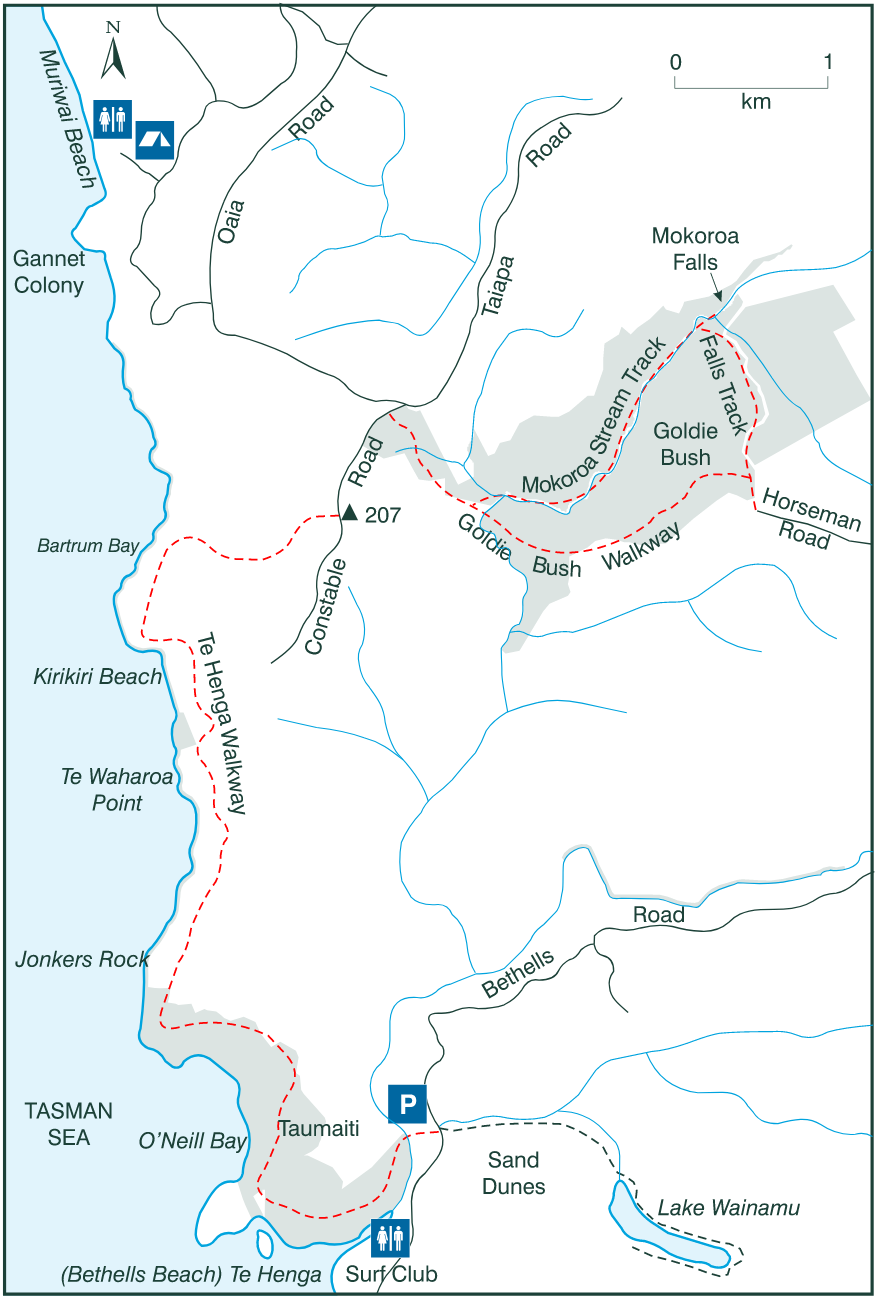 N
0 1
km
Muriwai Beach
Road
Oaia
Road
Taiapa
Gannet
Colony
Mokoroa
Falls
Falls Track
Mokoroa Stream Track
Goldie
Bush
Road
207
Horseman
Road
Goldie Bush Walkway
Bartrum Bay
Constable
Kirikiri Beach
Te Henga Walkway
Te Waharoa
Point
Road
Jonkers Rock
Bethells
P
TASMAN
SEA
O'Neill Bay
Taumaiti
Sand
Dunes
Lake Wainamu
(Bethells Beach) Te Henga
Surf Club